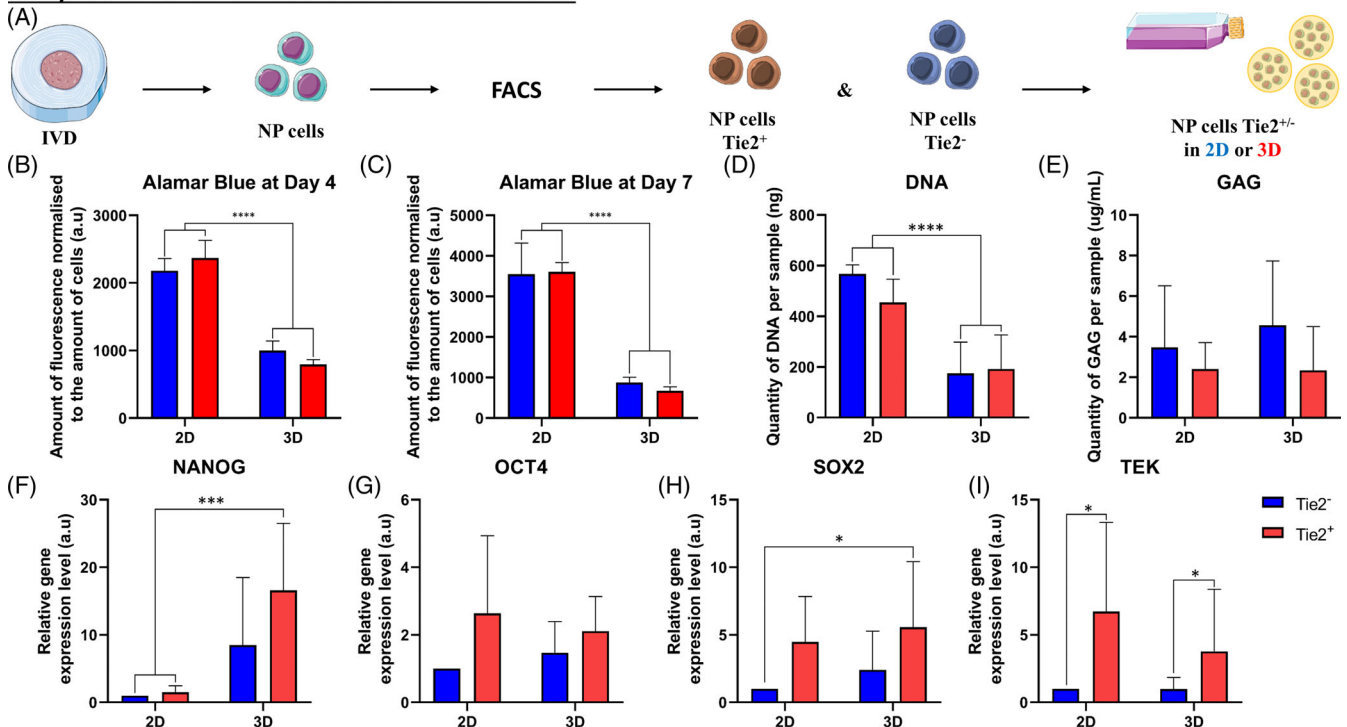 (A)
IVD
NP cells
FACS
NP cells
Tie2+
&
NP cells
Tie2-
NP cells Tie2+/-
in 2D or 3D
(B)
Alamar Blue at Day 4
Amount of fluorescence normalised
to the amount of cells (a.u)
3000
2000
1000
0
****
2D
3D
(C)
Alamar Blue at Day 7
Amount of fluorescence normalised
to the amount of cells (a.u)
5000
4000
3000
2000
1000
0
****
2D
3D
(D)
DNA
Quantity of DNA per sample (ng)
800
600
400
200
0
****
2D
3D
(E)
GAG
Quantity of GAG per sample (ug/mL)
10
8
6
4
2
0
2D
3D
(F)
NANOG
Relative gene
expression level (a.u)
30
20
10
0
***
2D
3D
(G)
OCT4
Relative gene
expression level (a.u)
6
4
2
0
2D
3D
(H)
SOX2
Relative gene
expression level (a.u)
15
10
5
0
*
2D
3D
(I)
TEK
Relative gene
expression level (a.u)
15
10
5
0
*
*
2D
3D
Tie2-
Tie2+